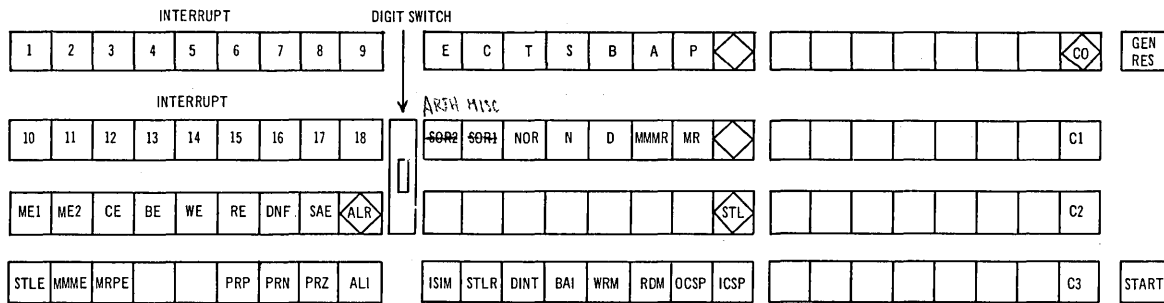 INTERRUPT DIGIT SWITCH
1 2 3 4 5 6 7 8 9 E C T S B A P CO GEN RES
INTERRUPT
ARTH MISC
10 11 12 13 14 15 16 17 18 SOR2 SOR1 NOR N D MMMR MR C1
ME1 ME2 CE BE WE RE DNF SAE ALR STL C2
STLE MMME MRPE PRP PRN PRZ ALI ISIM STLR DINT BAI WRM RDM OCSP ICSP C3 START